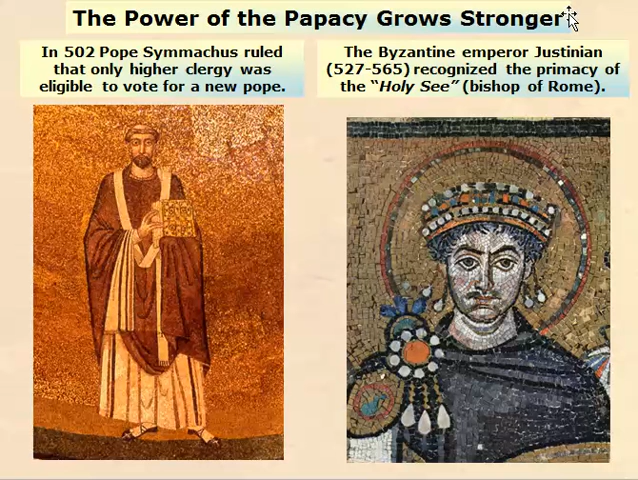 The Power of the Papacy Grows Stronger
In 502 Pope Symmachus ruled
that only higher clergy was
eligible to vote for a new pope.
The Byzantine emperor Justinian
(527-565) recognized the primacy of
the “Holy See” (bishop of Rome).